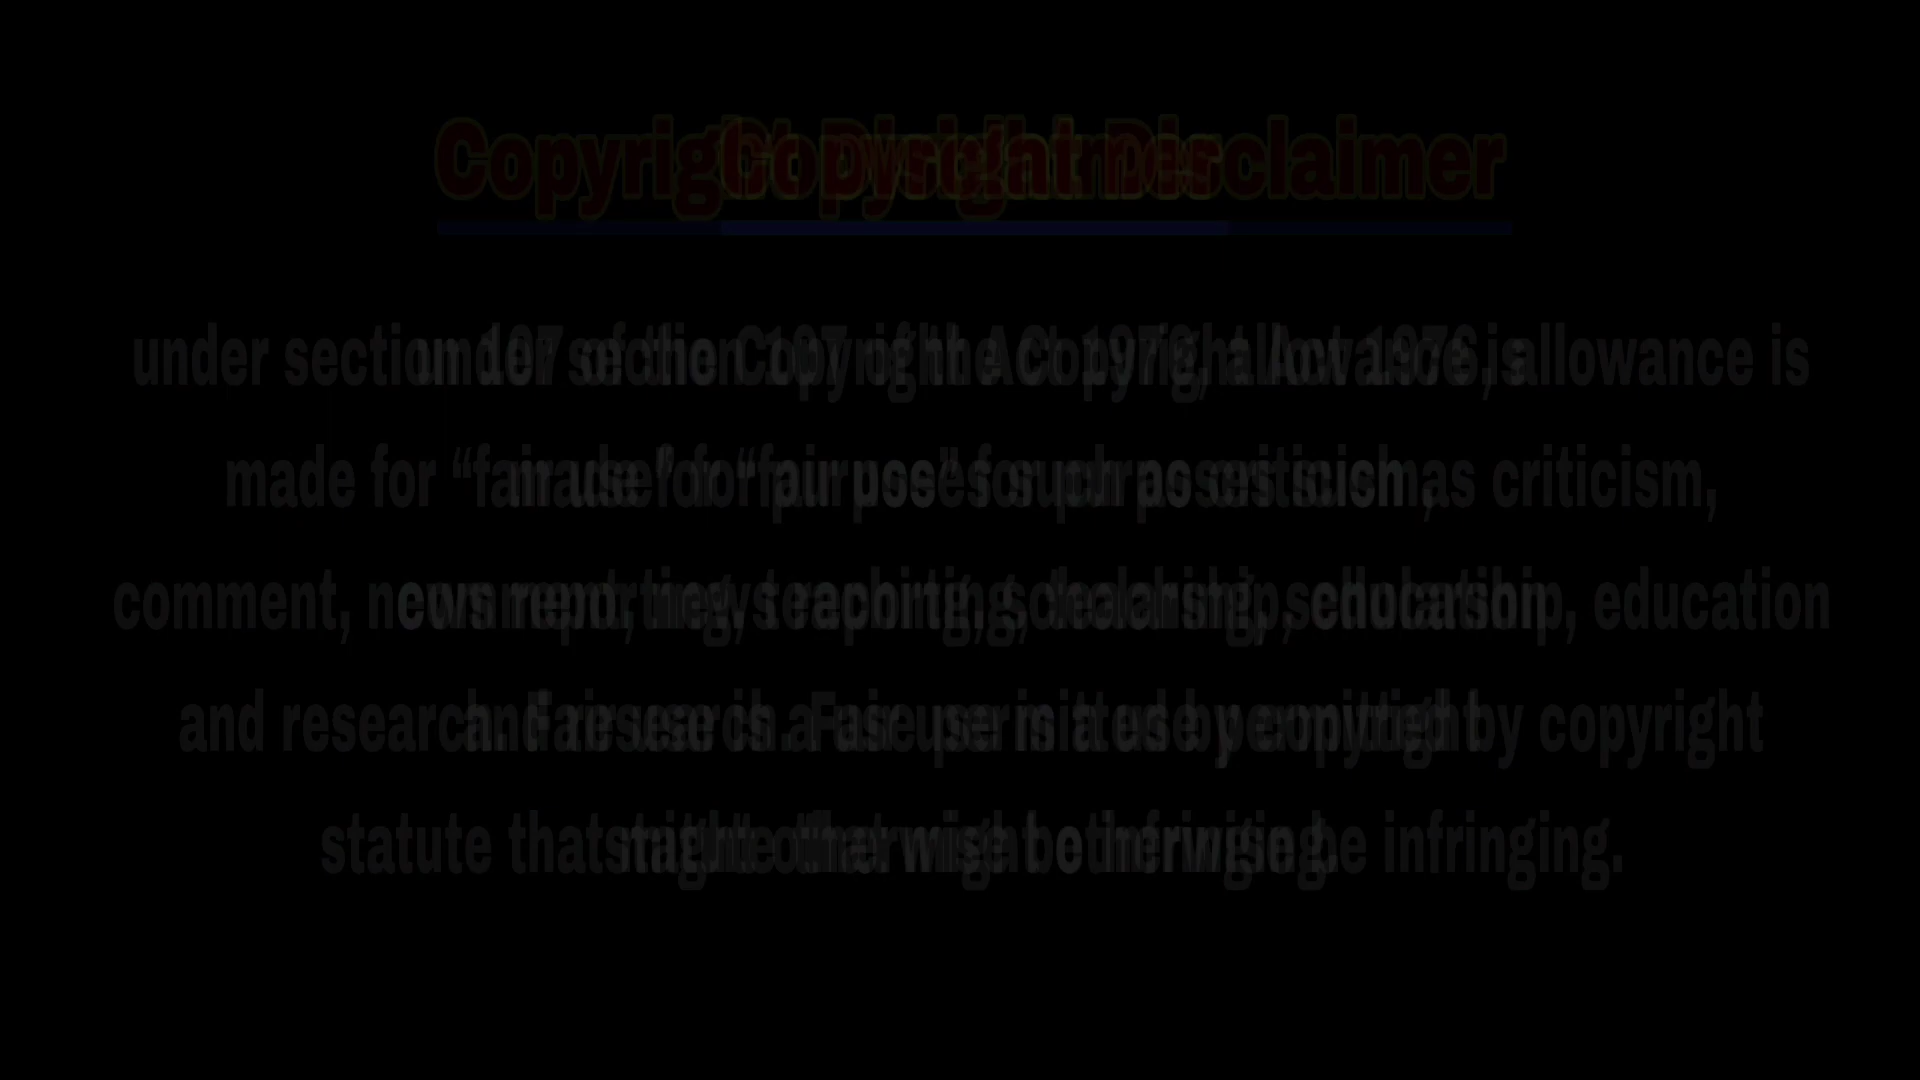 Copyright Disclaimer
under section 107 of the Copyright Act 1976, allowance is
made for “fair use” for purposes such as criticism,
comment, news reporting, teaching, scholarship, education
and research. Fair use is a use permitted by copyright
statute that might otherwise be infringing.